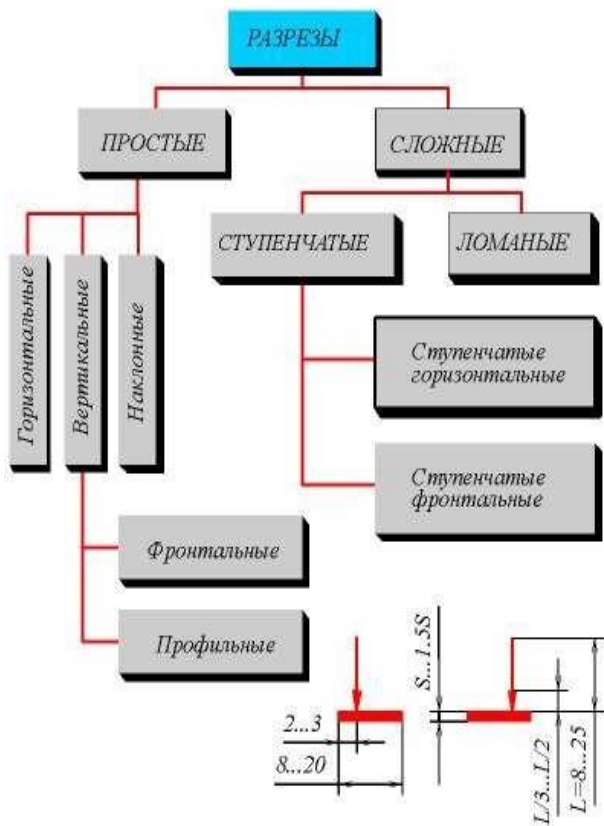 РАЗРЕЗЫ
ПРОСТЫЕ
СЛОЖНЫЕ
СТУПЕНЧАТЫЕ
ЛОМАНЫЕ
Горизонтальные
Вертикальные
Наклонные
Ступенчатые
горизонтальные
Ступенчатые
фронтальные
Фронтальные
Профильные
2...3
8...20
S...1.5S
L/3...L/2
L=8...25